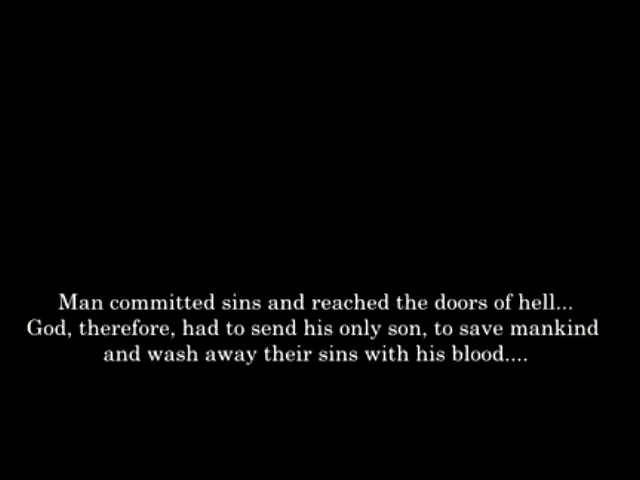 Man committed sins and reached the doors of hell...
God, therefore, had to send his only son, to save mankind
and wash away their sins with his blood....